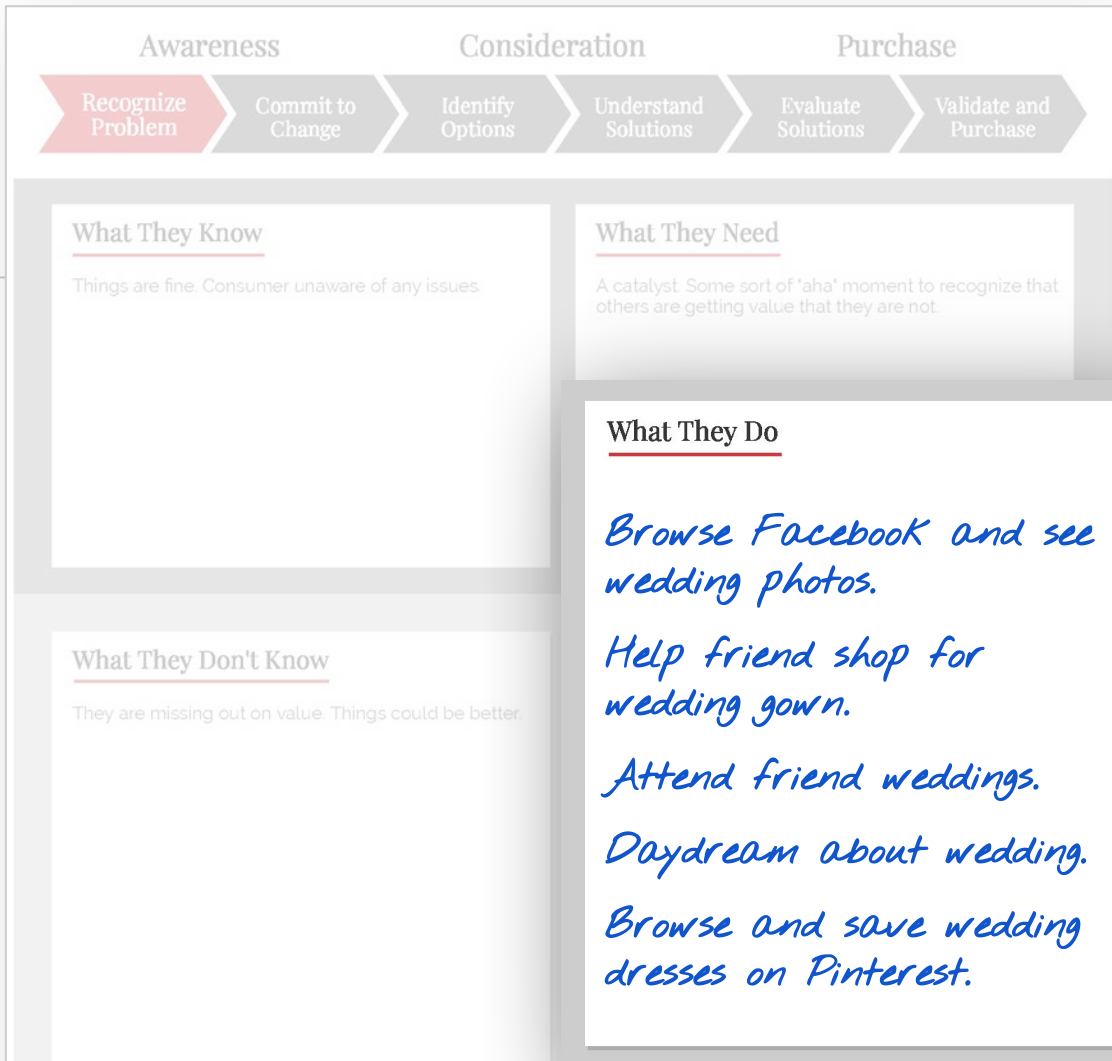 Awareness
Consideration
Purchase
Recognize
Problem
Commit to
Change
Identify
Options
Understand
Solutions
Evaluate
Solutions
Validate and
Purchase
What They Know
Things are fine. Consumer unaware of any issues.
What They Need
A catalyst. Some sort of "aha" moment to recognize that
others are getting value that they are not.
What They Do
Browse Facebook and see
wedding photos.
Help friend shop for
wedding gown.
Attend friend weddings.
Daydream about wedding.
Browse and save wedding
dresses on Pinterest.
What They Don't Know
They are missing out on value. Things could be better.